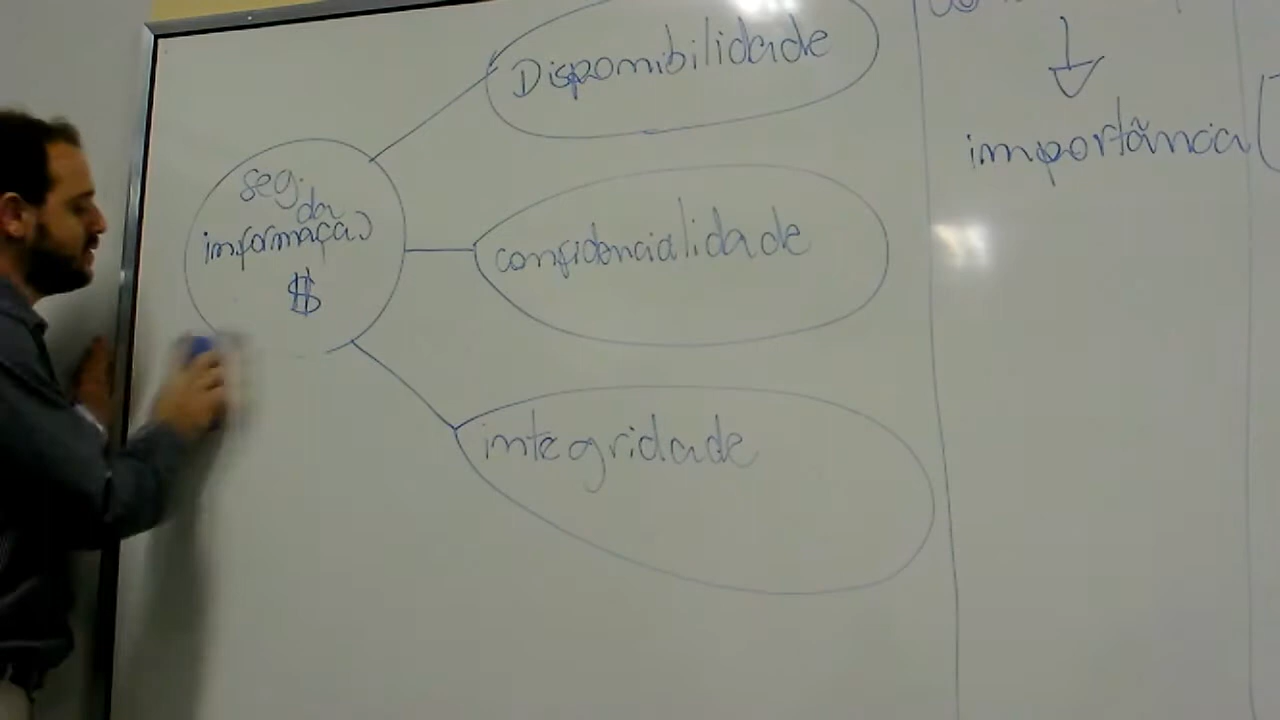 Disponibilidade
seg.
da
informação
$
confidencialidade
integridade
importância